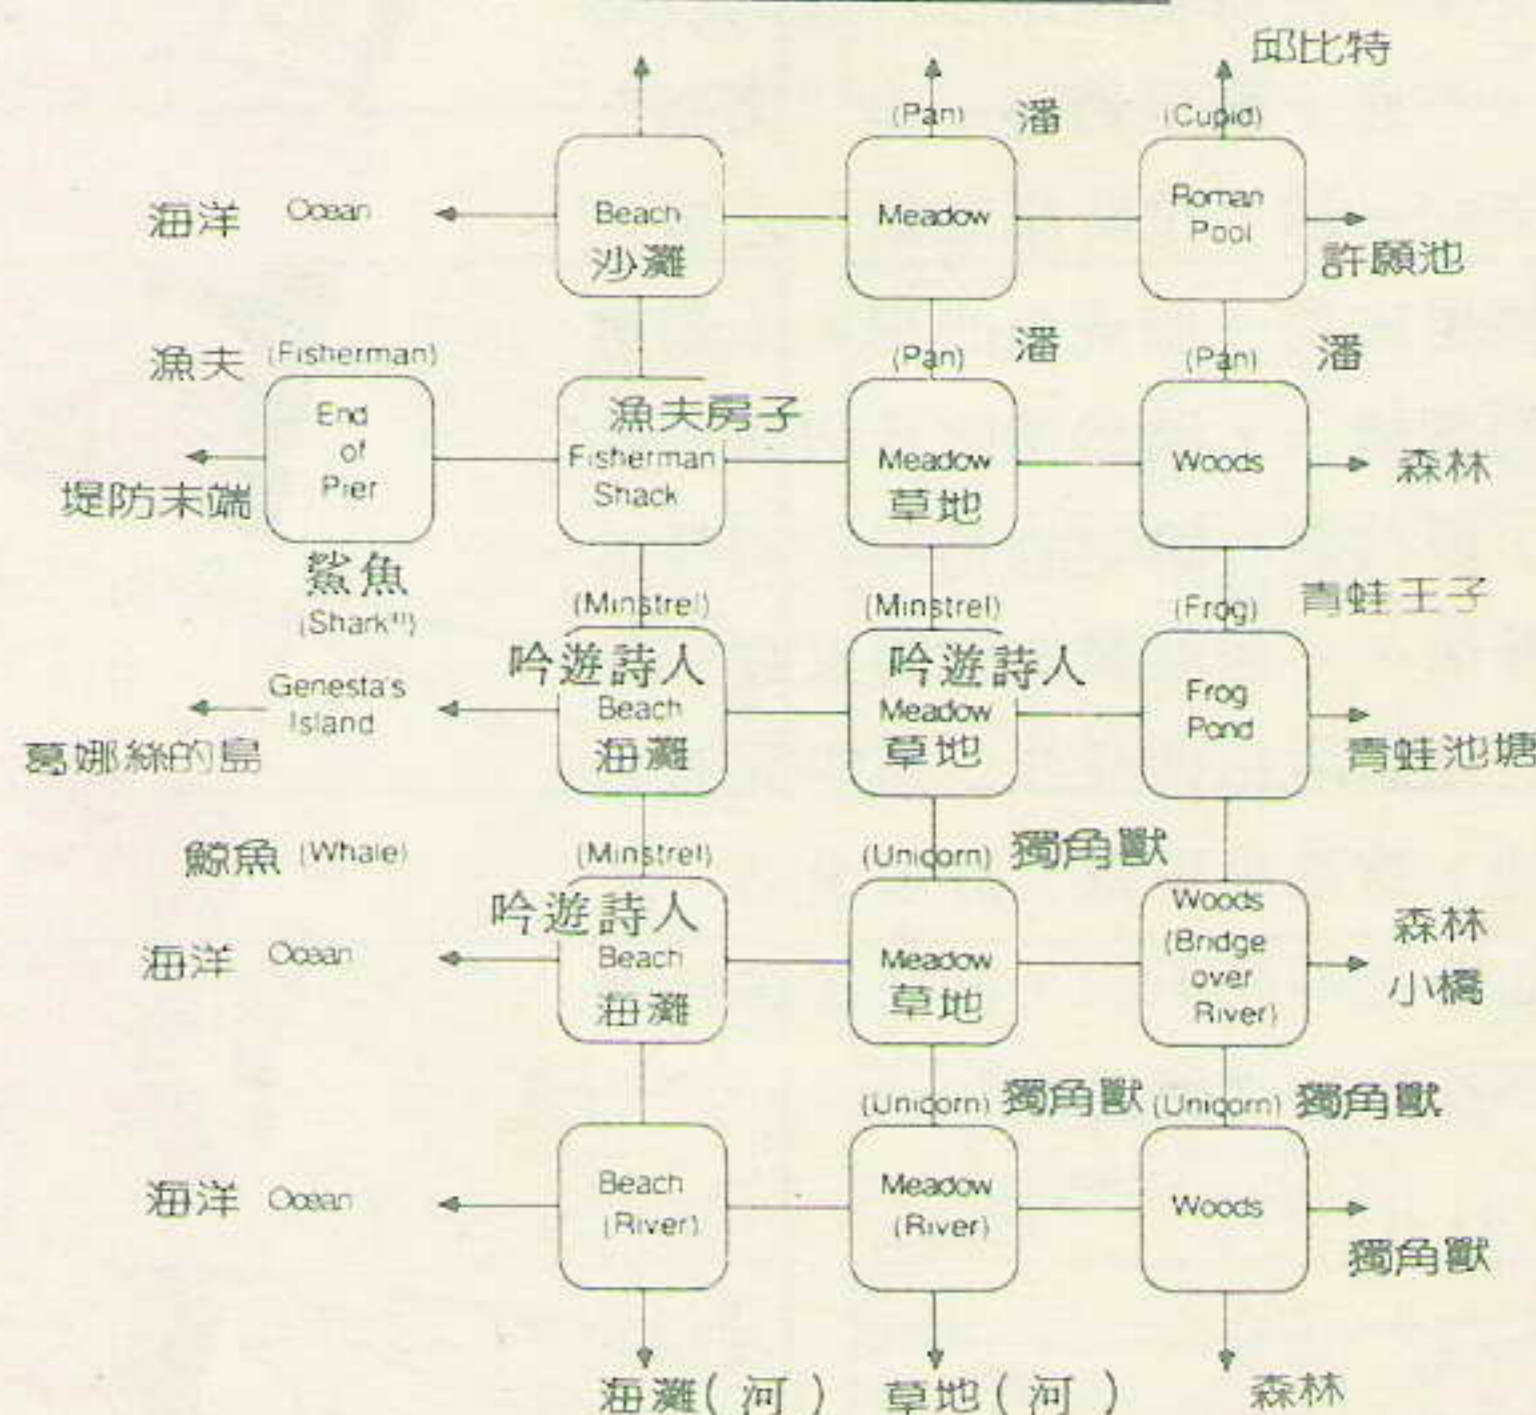 邱比特
(Pan) 潘 (Cupid)
海洋 Ocean
Beach
沙灘
Meadow
Roman
Pool
許願池
漁夫 (Fisherman)
(Pan) 潘
(Pan) 潘
End
of
Pier
堤防末端
漁夫房子
Fisherman
Shack
Meadow
草地
Woods
森林
鯊魚
(Shark
(Minstrel)
(Minstrel)
(Frog) 青蛙王子
Genesta's
Island
葛娜絲的島
吟遊詩人
Beach
海灘
吟遊詩人
Meadow
草地
Frog
Pond
青蛙池塘
鯨魚 (Whale)
(Minstrel)
(Unicorn) 獨角獸
海洋 Ocean
吟遊詩人
Beach
海灘
Meadow
草地
Woods
(Bridge
over
River)
森林
小橋
(Unicorn) 獨角獸 (Unicorn) 獨角獸
海洋 Ocean
Beach
(River)
Meadow
(River)
Woods
獨角獸
海灘(河)
草地(河)
森林